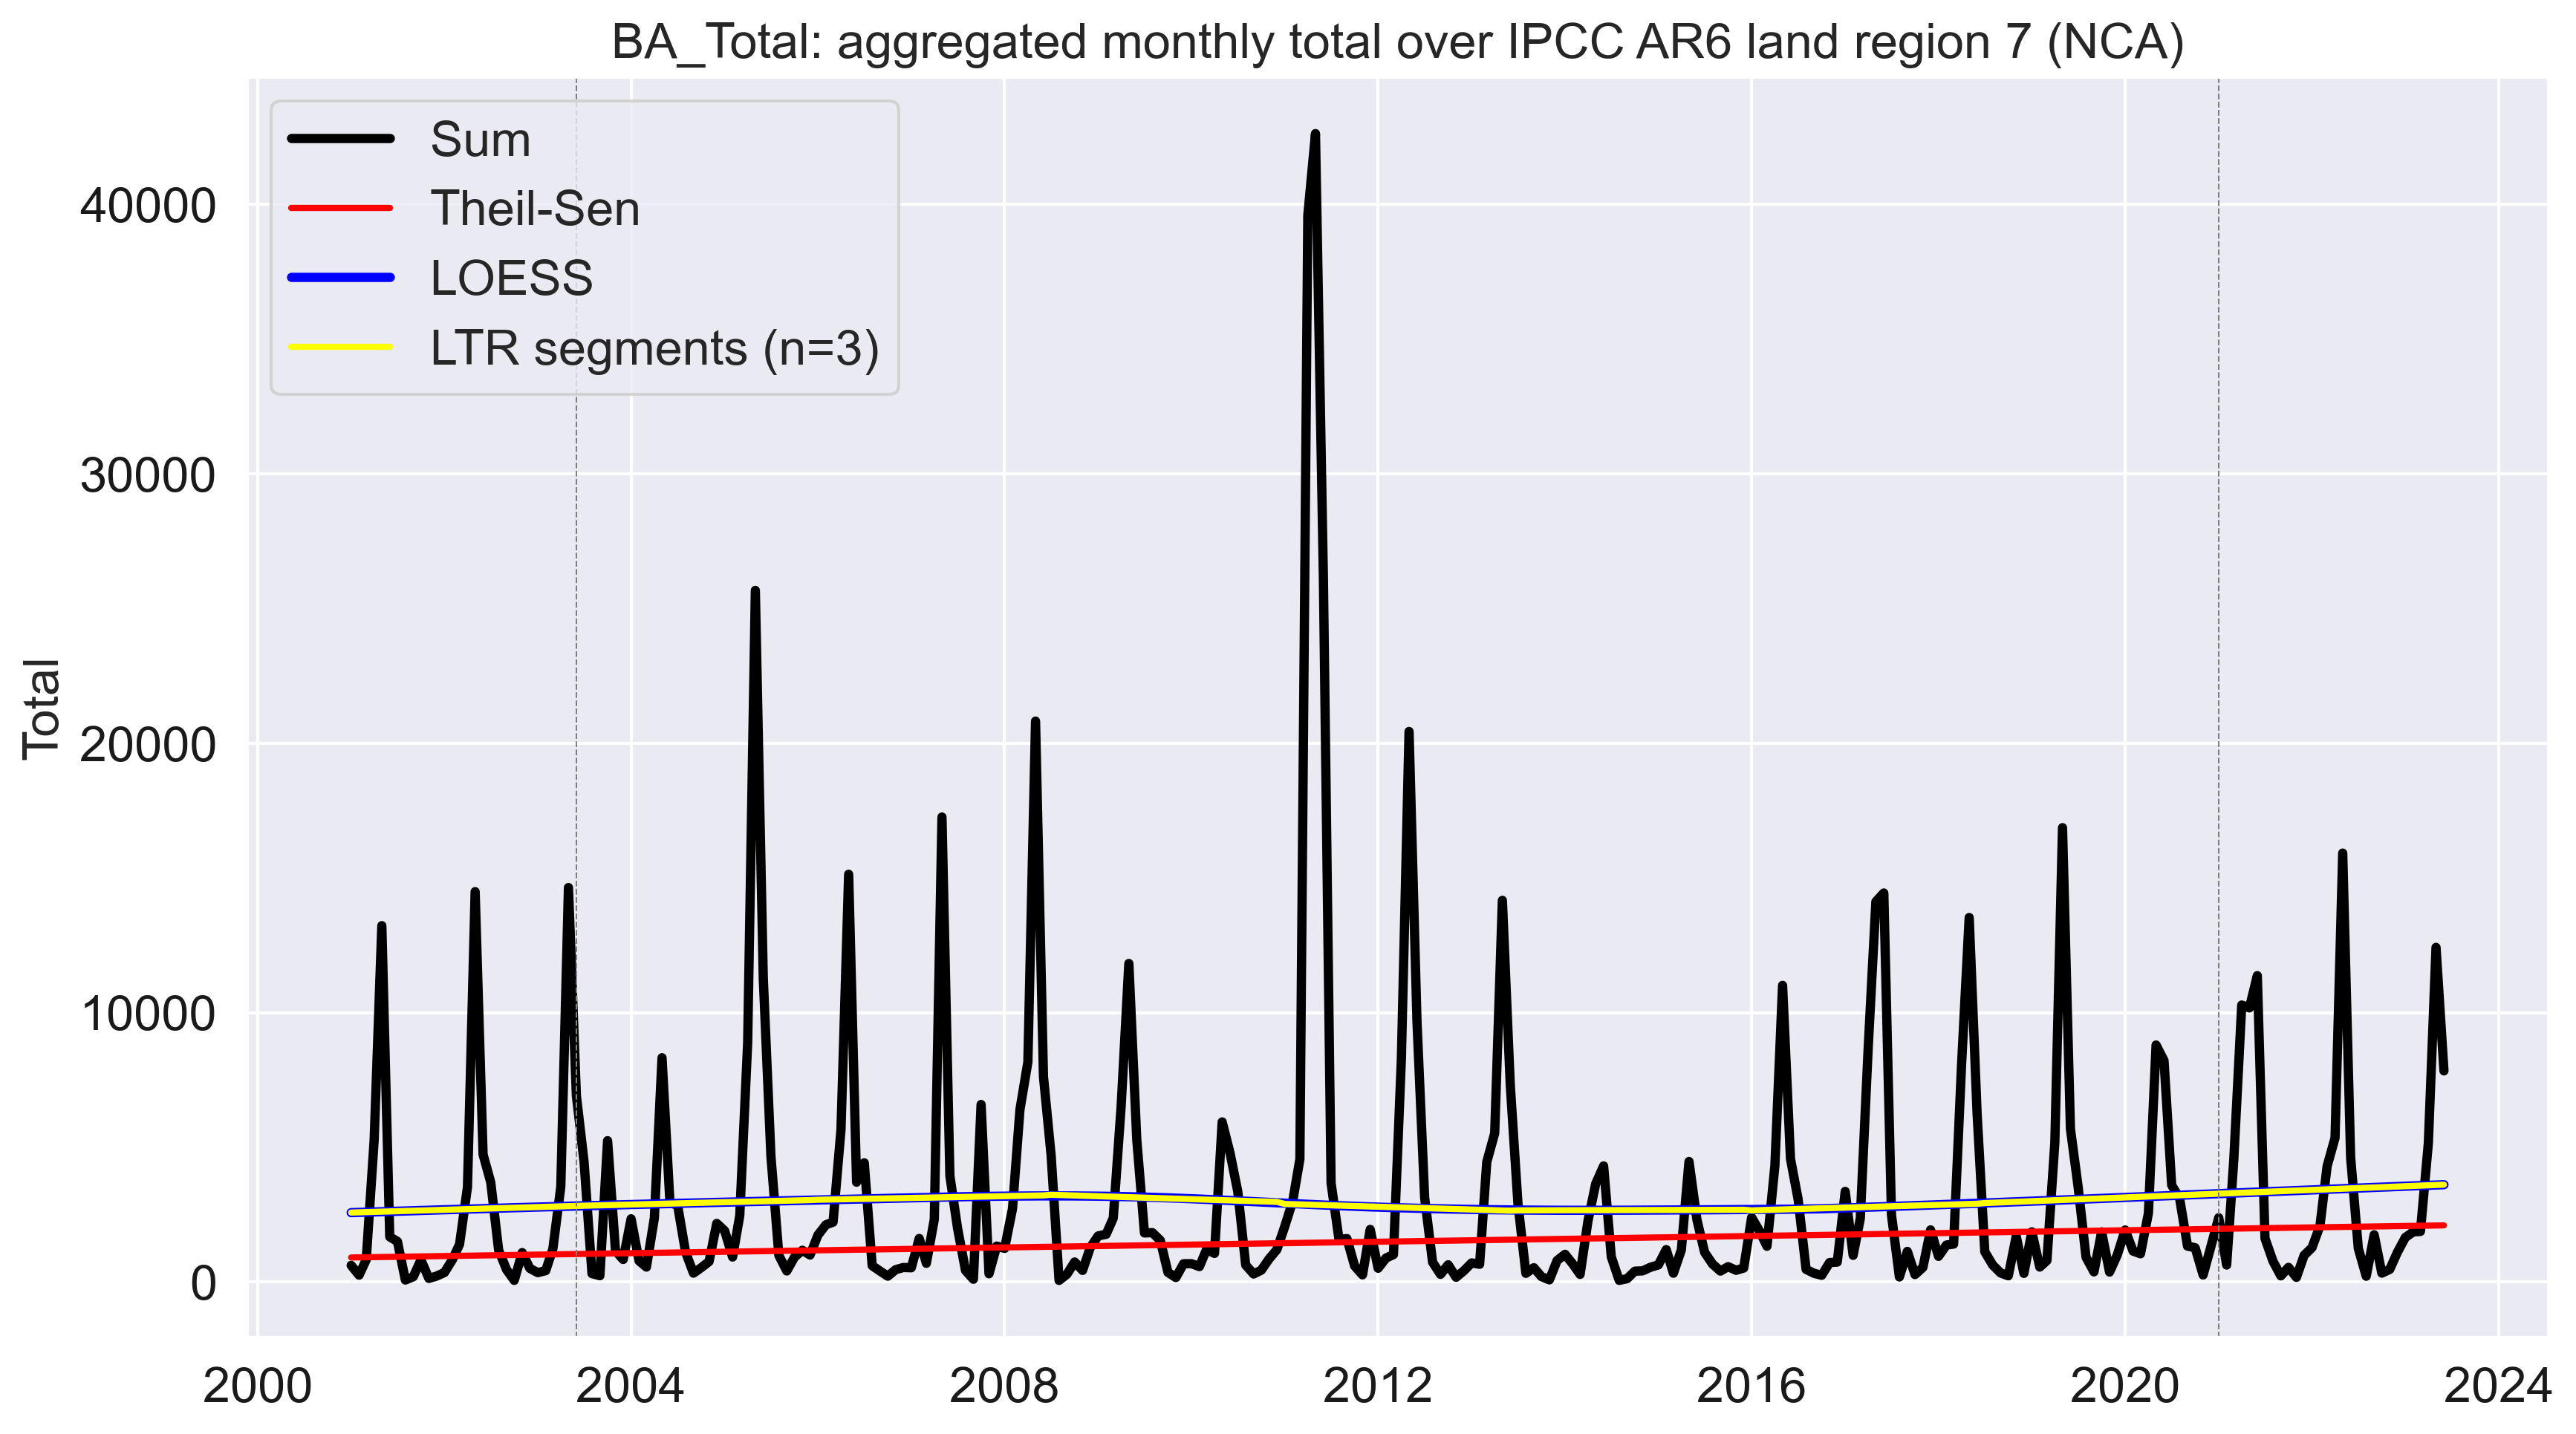 BA_Total: aggregated monthly total over IPCC AR6 land region 7 (NCA)
Sum
Theil-Sen
LOESS
LTR segments (n=3)
Total
40000
30000
20000
10000
0
2000 2004 2008 2012 2016 2020 2024